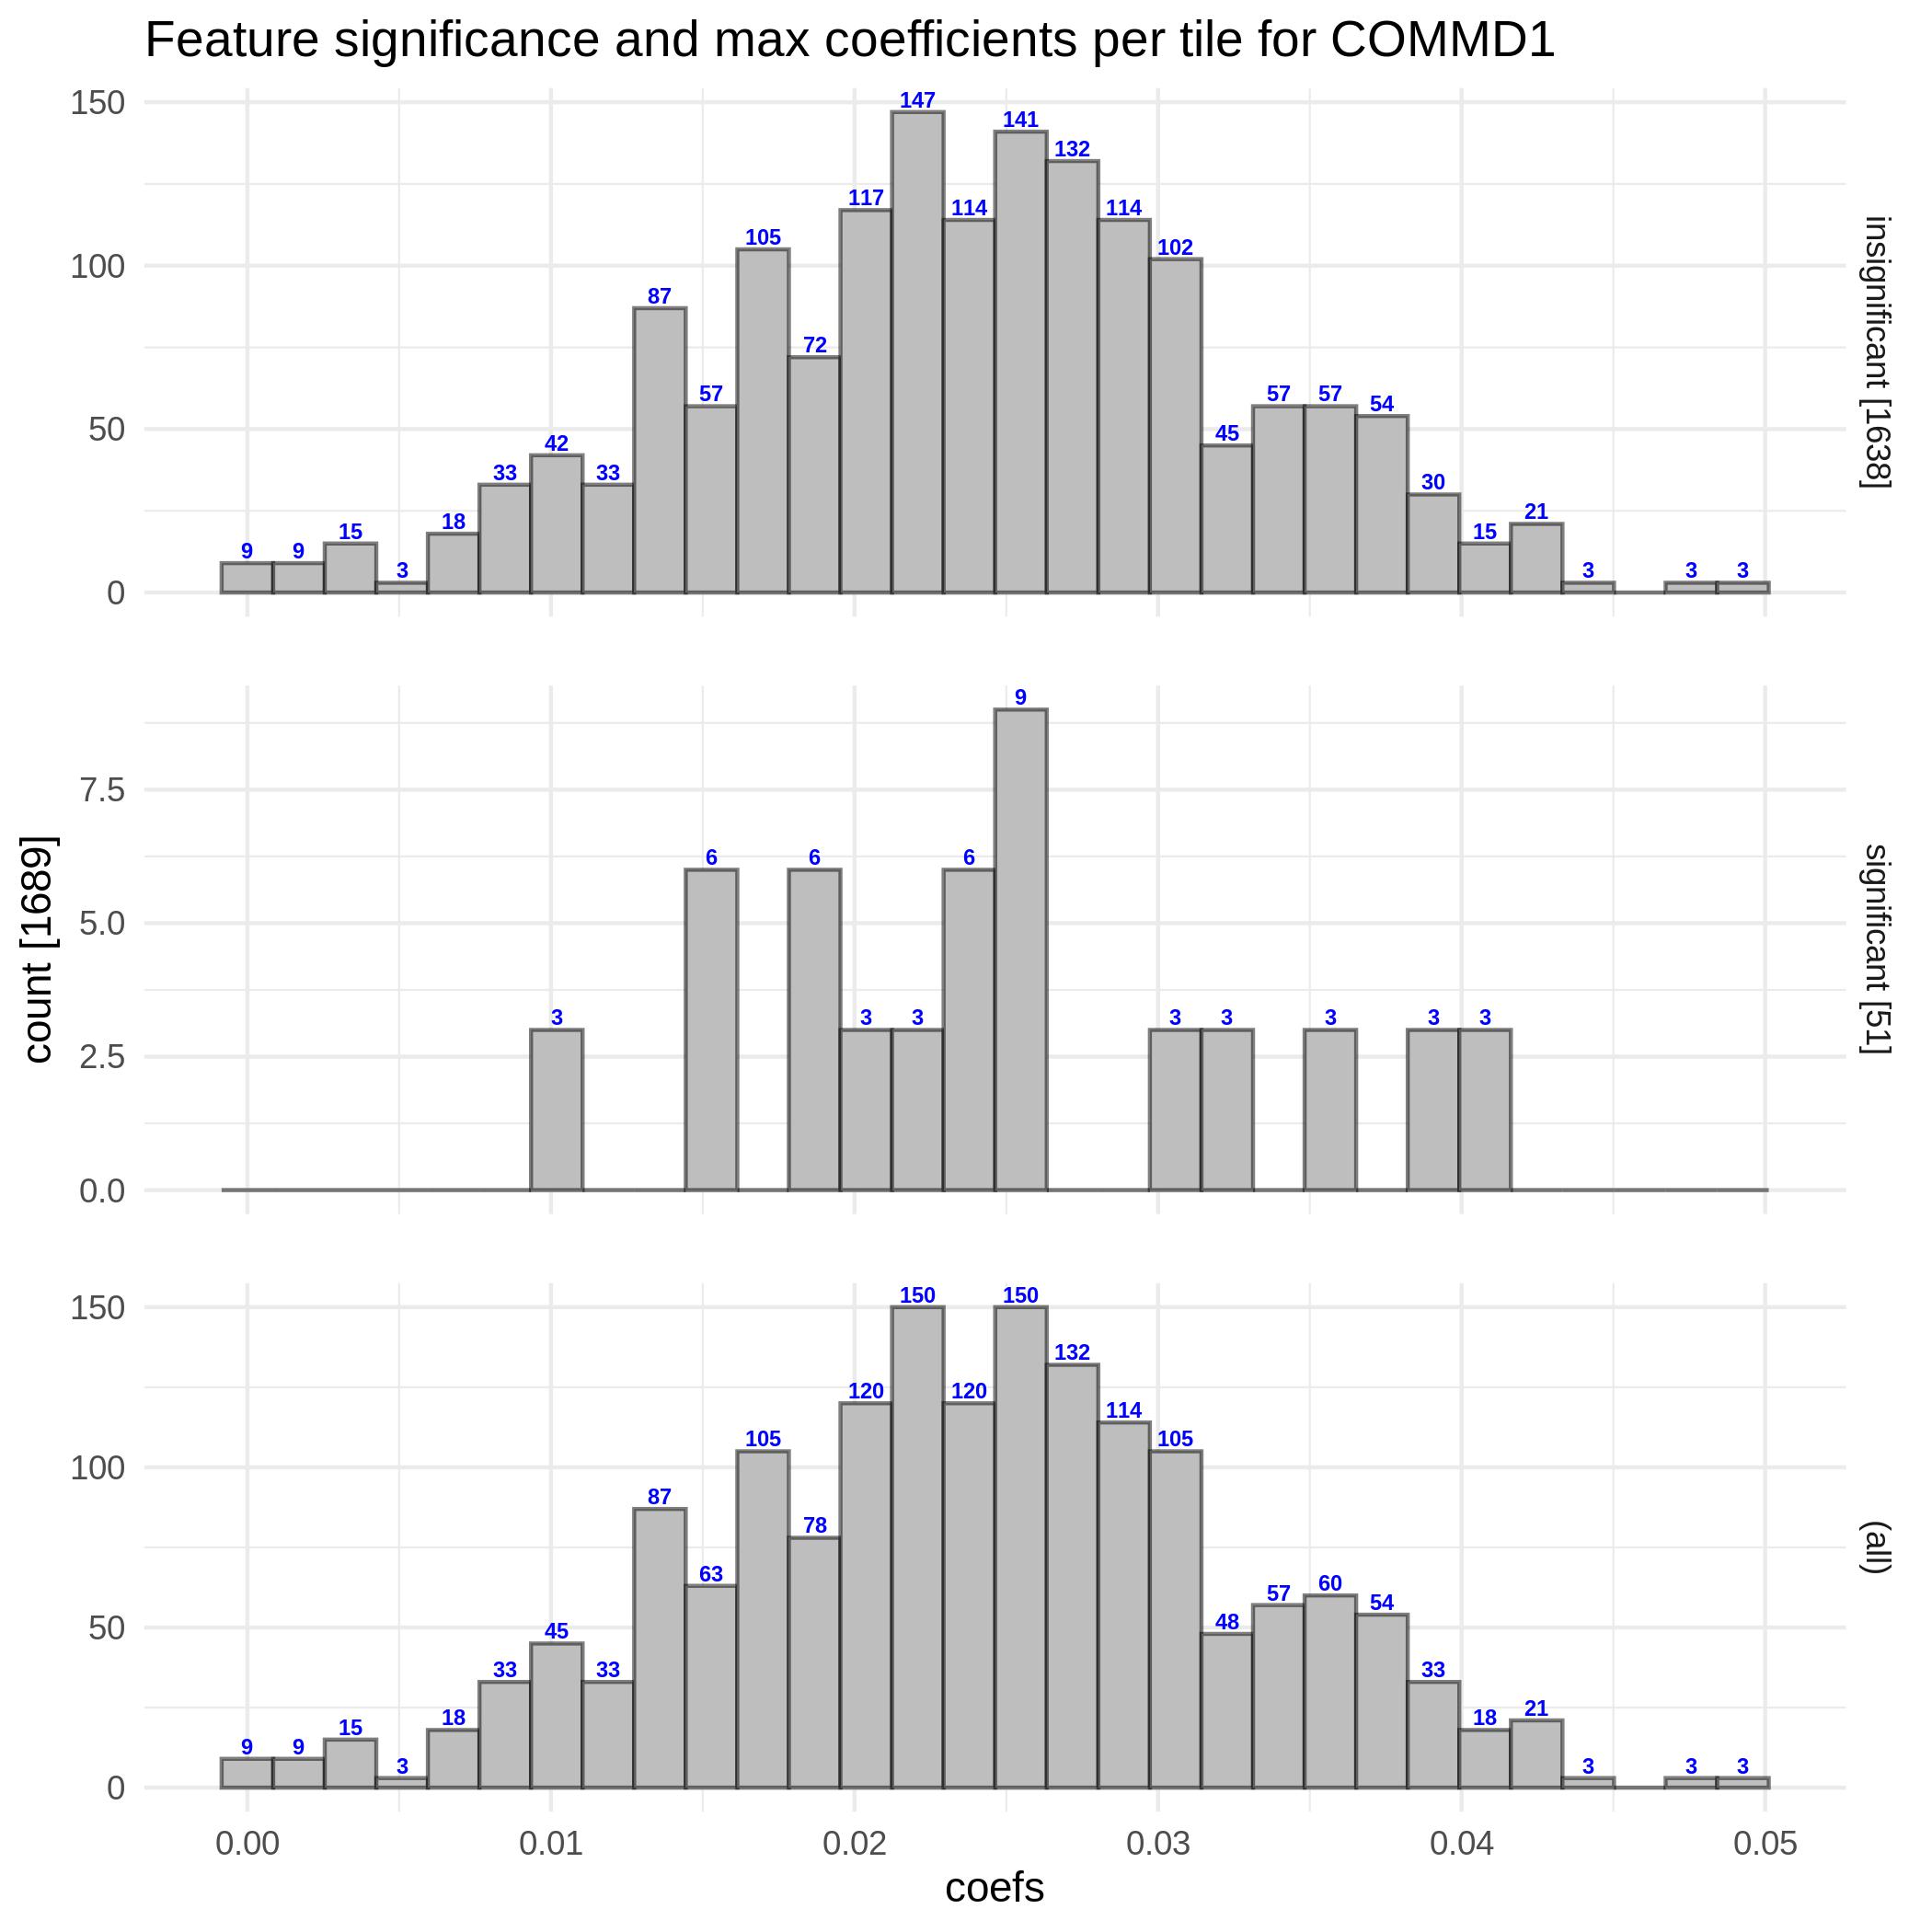 Feature significance and max coefficients per tile for COMMD1
150
100
50
0
9 9 15 3 18 33 42 33 87 57 105 72 117 147 114 141 132 114 102 45 57 57 54 30 15 21 3 3 3
insignificant [1638]
count [1689]
7.5
5.0
2.5
0.0
3 6 6 3 3 6 9 3 3 3 3 3
significant [51]
150
100
50
0
9 9 15 3 18 33 45 33 87 63 105 78 120 150 120 150 132 114 105 48 57 60 54 33 18 21 3 3 3
(all)
0.00 0.01 0.02 0.03 0.04 0.05
coefs